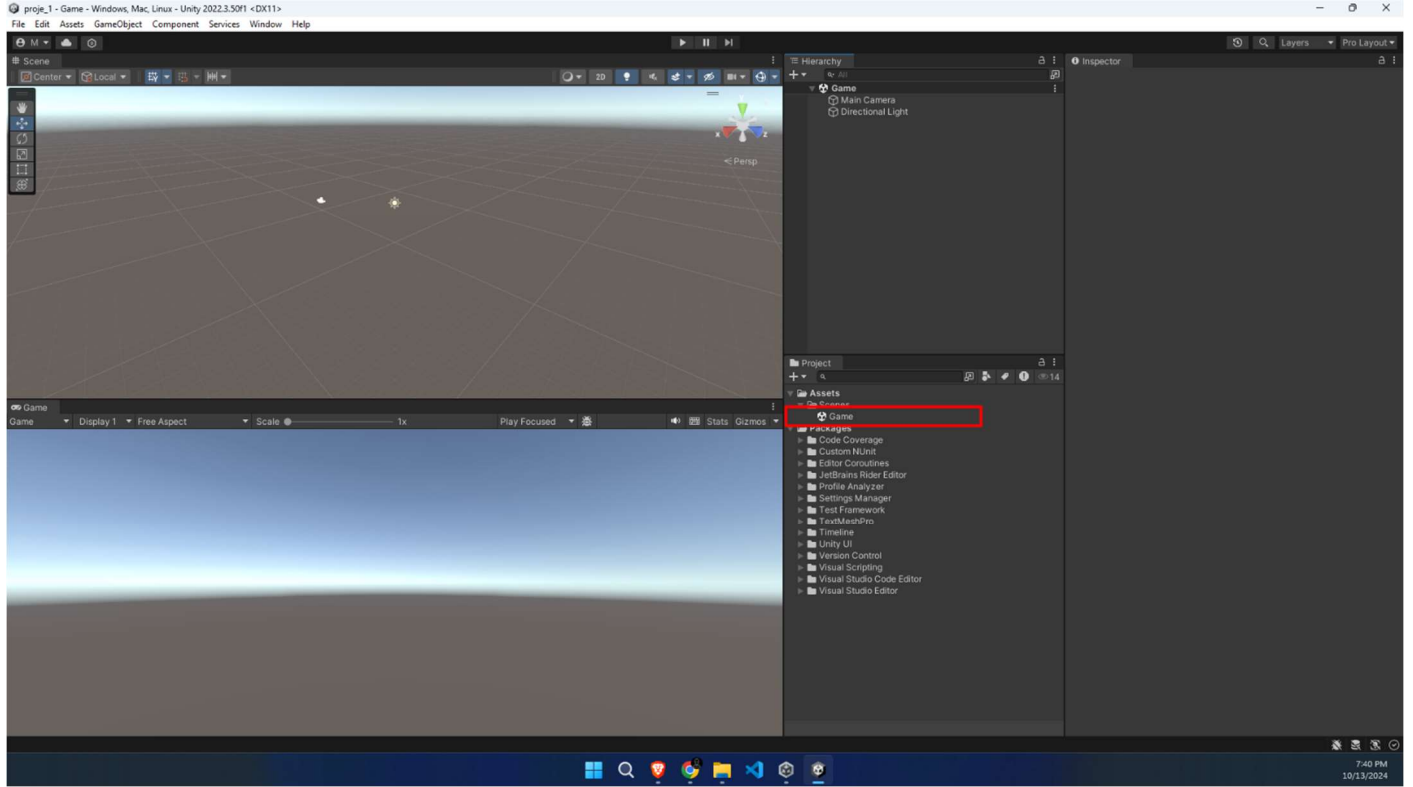 proje_1 - Game - Windows, Mac, Linux - Unity 2022.3.50f1 <DX11>
File Edit Assets GameObject Component Services Window Help
M Layers Pro Layout
Scene
Center Local 2D
x z
Persp
Hierarchy
All
Game
Main Camera
Directional Light
Inspector
Game
Game Display 1 Free Aspect Scale 1x Play Focused Stats Gizmos
Project
14
Assets
Scenes
Game
Packages
Code Coverage
Custom NUnit
Editor Coroutines
JetBrains Rider Editor
Profile Analyzer
Settings Manager
Test Framework
TextMeshPro
Timeline
Unity UI
Version Control
Visual Scripting
Visual Studio Code Editor
Visual Studio Editor
7:40 PM
10/13/2024